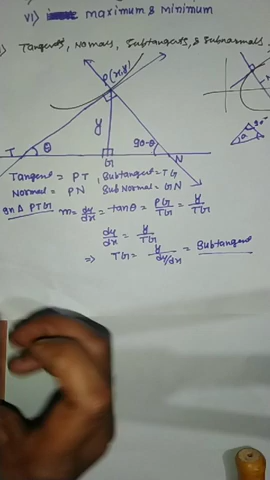 vi) maximum & minimum
Tangents, Normals, Subtangents, & Subnormals
P(x,y)
y
90-θ
T
θ
G
N
Tangent = PT, Subtangent = TG
Normal = PN Sub Normal = GN
In Δ PTG m = dy/dx = tanθ = PG/TG = y/TG
dy/dx = y/TG
⇒ TG = y/dy/dx = Subtangent